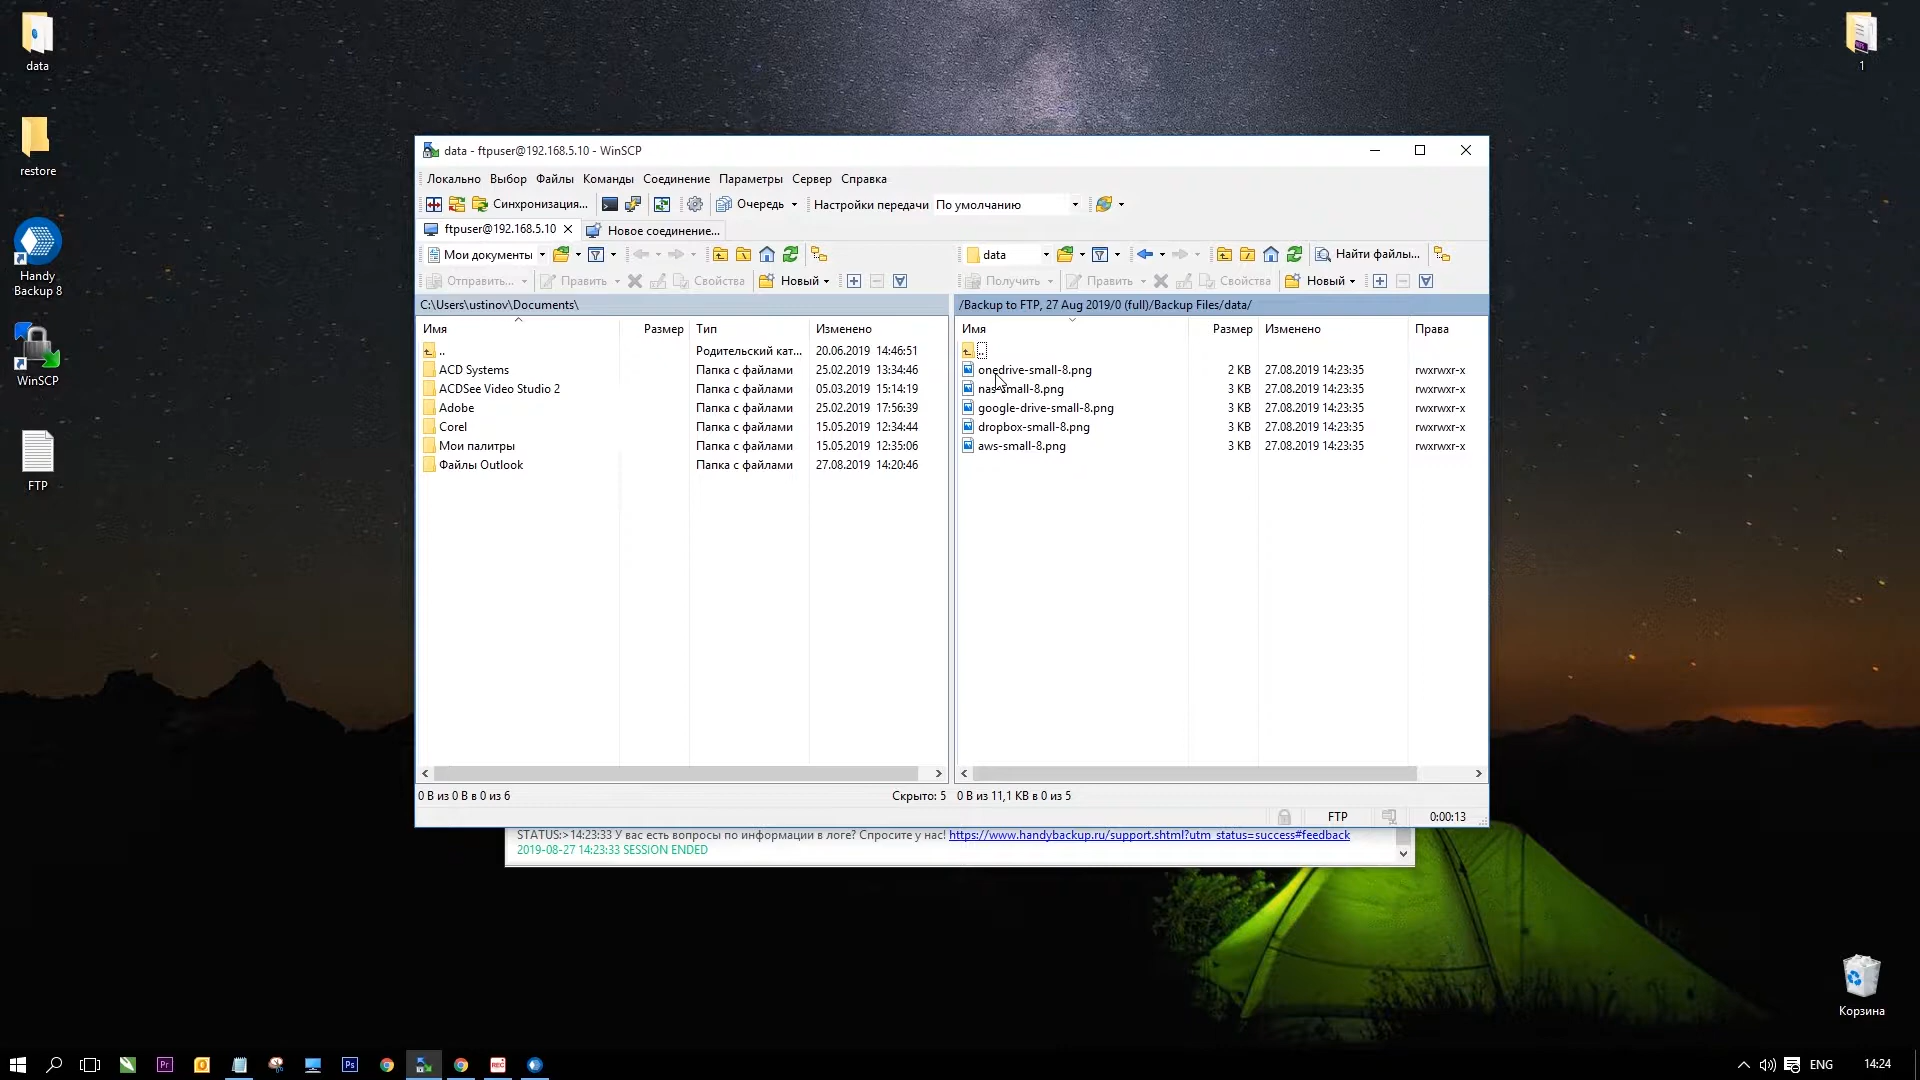 data
restore
Handy
Backup 8
WinSCP
FTP
1
Корзина
data - ftpuser@192.168.5.10 - WinSCP
Локально Выбор Файлы Команды Соединение Параметры Сервер Справка
Синхронизация... Очередь Настройки передачи По умолчанию
ftpuser@192.168.5.10 Новое соединение...
Мои документы data Найти файлы...
Отправить... Править Свойства Новый Получить Править Свойства Новый
C:\Users\ustinov\Documents\ /Backup to FTP, 27 Aug 2019/0 (full)/Backup Files/data/
Имя Размер Тип Изменено Имя Размер Изменено Права
.. Родительский кат... 20.06.2019 14:46:51 ..
ACD Systems Папка с файлами 25.02.2019 13:34:46 onedrive-small-8.png 2 KB 27.08.2019 14:23:35 rwxrwxr-x
ACDSee Video Studio 2 Папка с файлами 05.03.2019 15:14:19 nas-small-8.png 3 KB 27.08.2019 14:23:35 rwxrwxr-x
Adobe Папка с файлами 25.02.2019 17:56:39 google-drive-small-8.png 3 KB 27.08.2019 14:23:35 rwxrwxr-x
Corel Папка с файлами 15.05.2019 12:34:44 dropbox-small-8.png 3 KB 27.08.2019 14:23:35 rwxrwxr-x
Мои палитры Папка с файлами 15.05.2019 12:35:06 aws-small-8.png 3 KB 27.08.2019 14:23:35 rwxrwxr-x
Файлы Outlook Папка с файлами 27.08.2019 14:20:46
0 B из 0 B в 0 из 6 Скрыто: 5 0 B из 11,1 KB в 0 из 5
FTP 0:00:13
STATUS:>14:23:33 У вас есть вопросы по информации в логе? Спросите у нас! https://www.handybackup.ru/support.shtml?utm_status=success#feedback
2019-08-27 14:23:33 SESSION ENDED
Pr Ps REC ENG 14:24